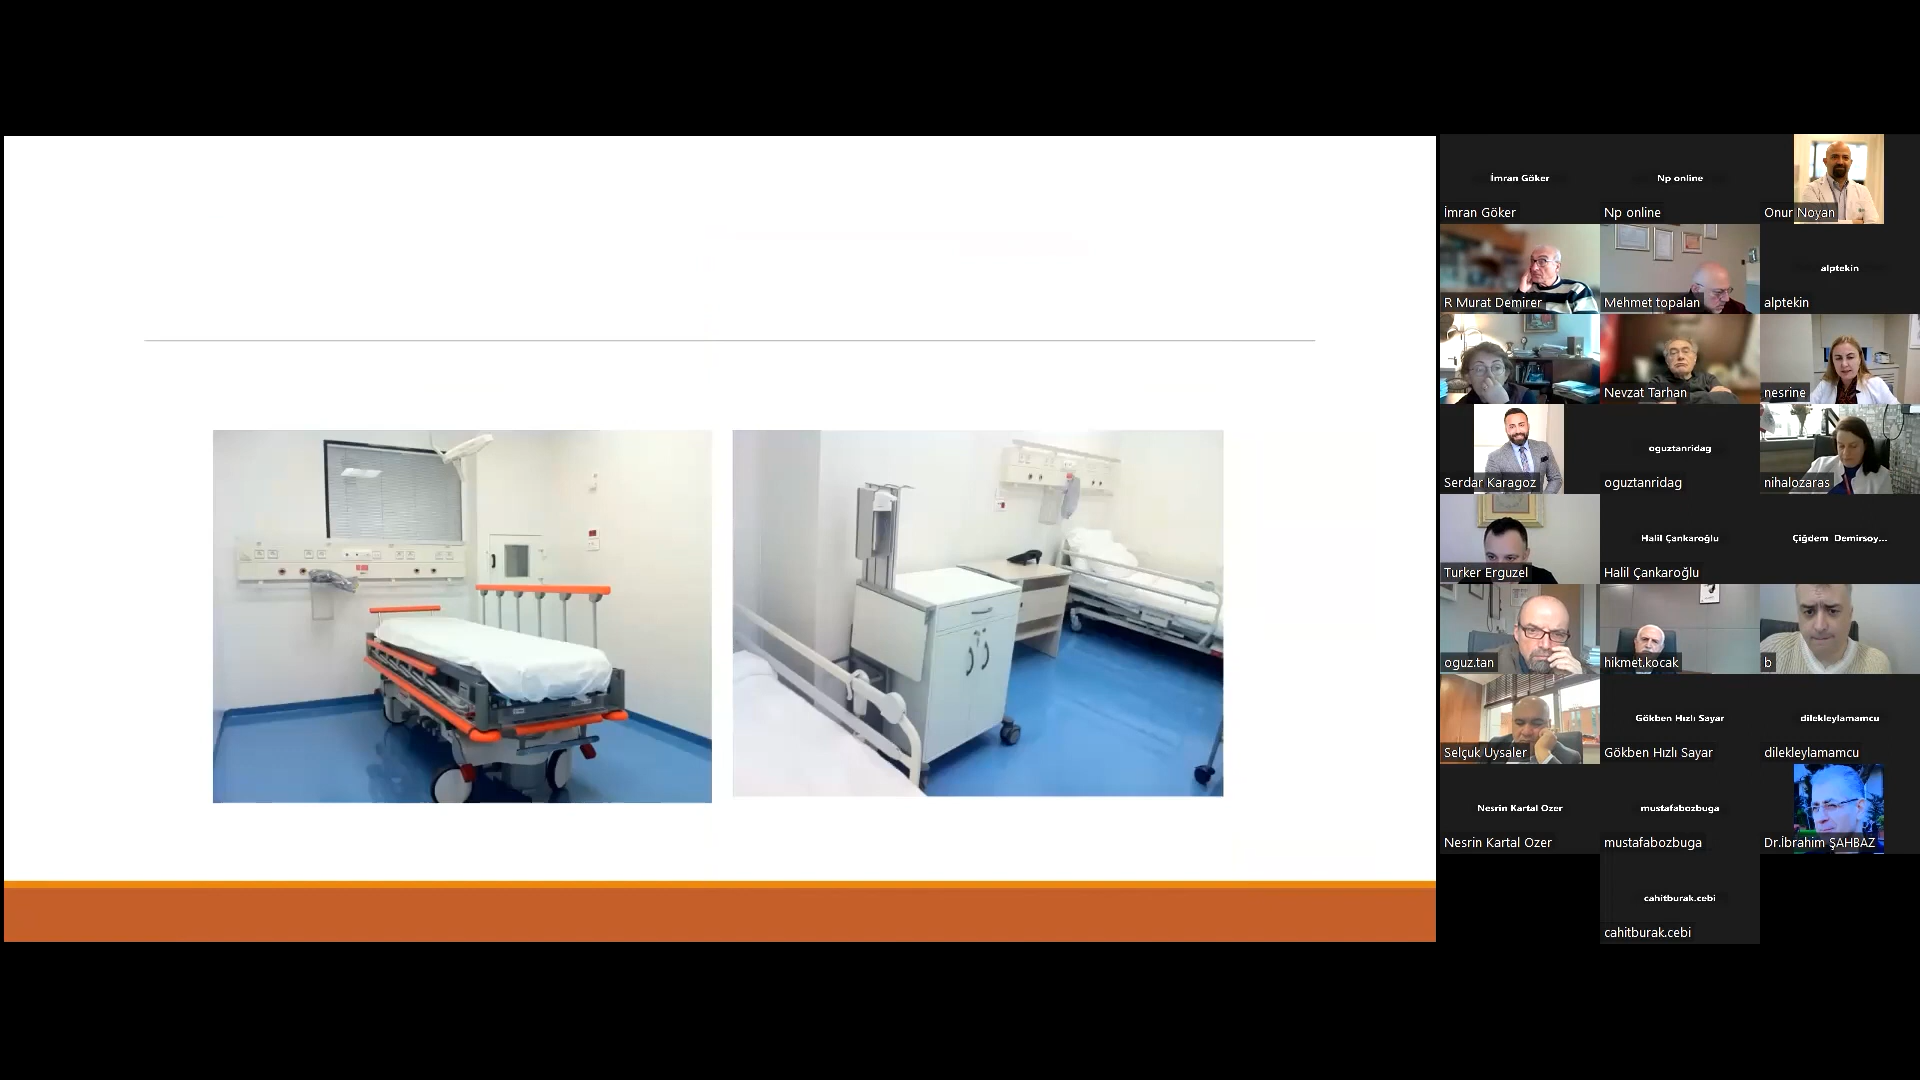 İmran Göker
İmran Göker
Np online
Np online
Onur Noyan
R Murat Demirer
Mehmet topalan
alptekin
alptekin
Nevzat Tarhan
nesrine
Serdar Karagoz
oguztanridag
oguztanridag
nihalozaras
Turker Erguzel
Halil Çankaroğlu
Halil Çankaroğlu
Çiğdem Demirsoy...
oguz.tan
hikmet.kocak
b
Selçuk Uysaler
Gökben Hızlı Sayar
Gökben Hızlı Sayar
dilekleylamamcu
dilekleylamamcu
Nesrin Kartal Ozer
Nesrin Kartal Ozer
mustafabozbuga
mustafabozbuga
Dr.İbrahim ŞAHBAZ
cahitburak.cebi
cahitburak.cebi